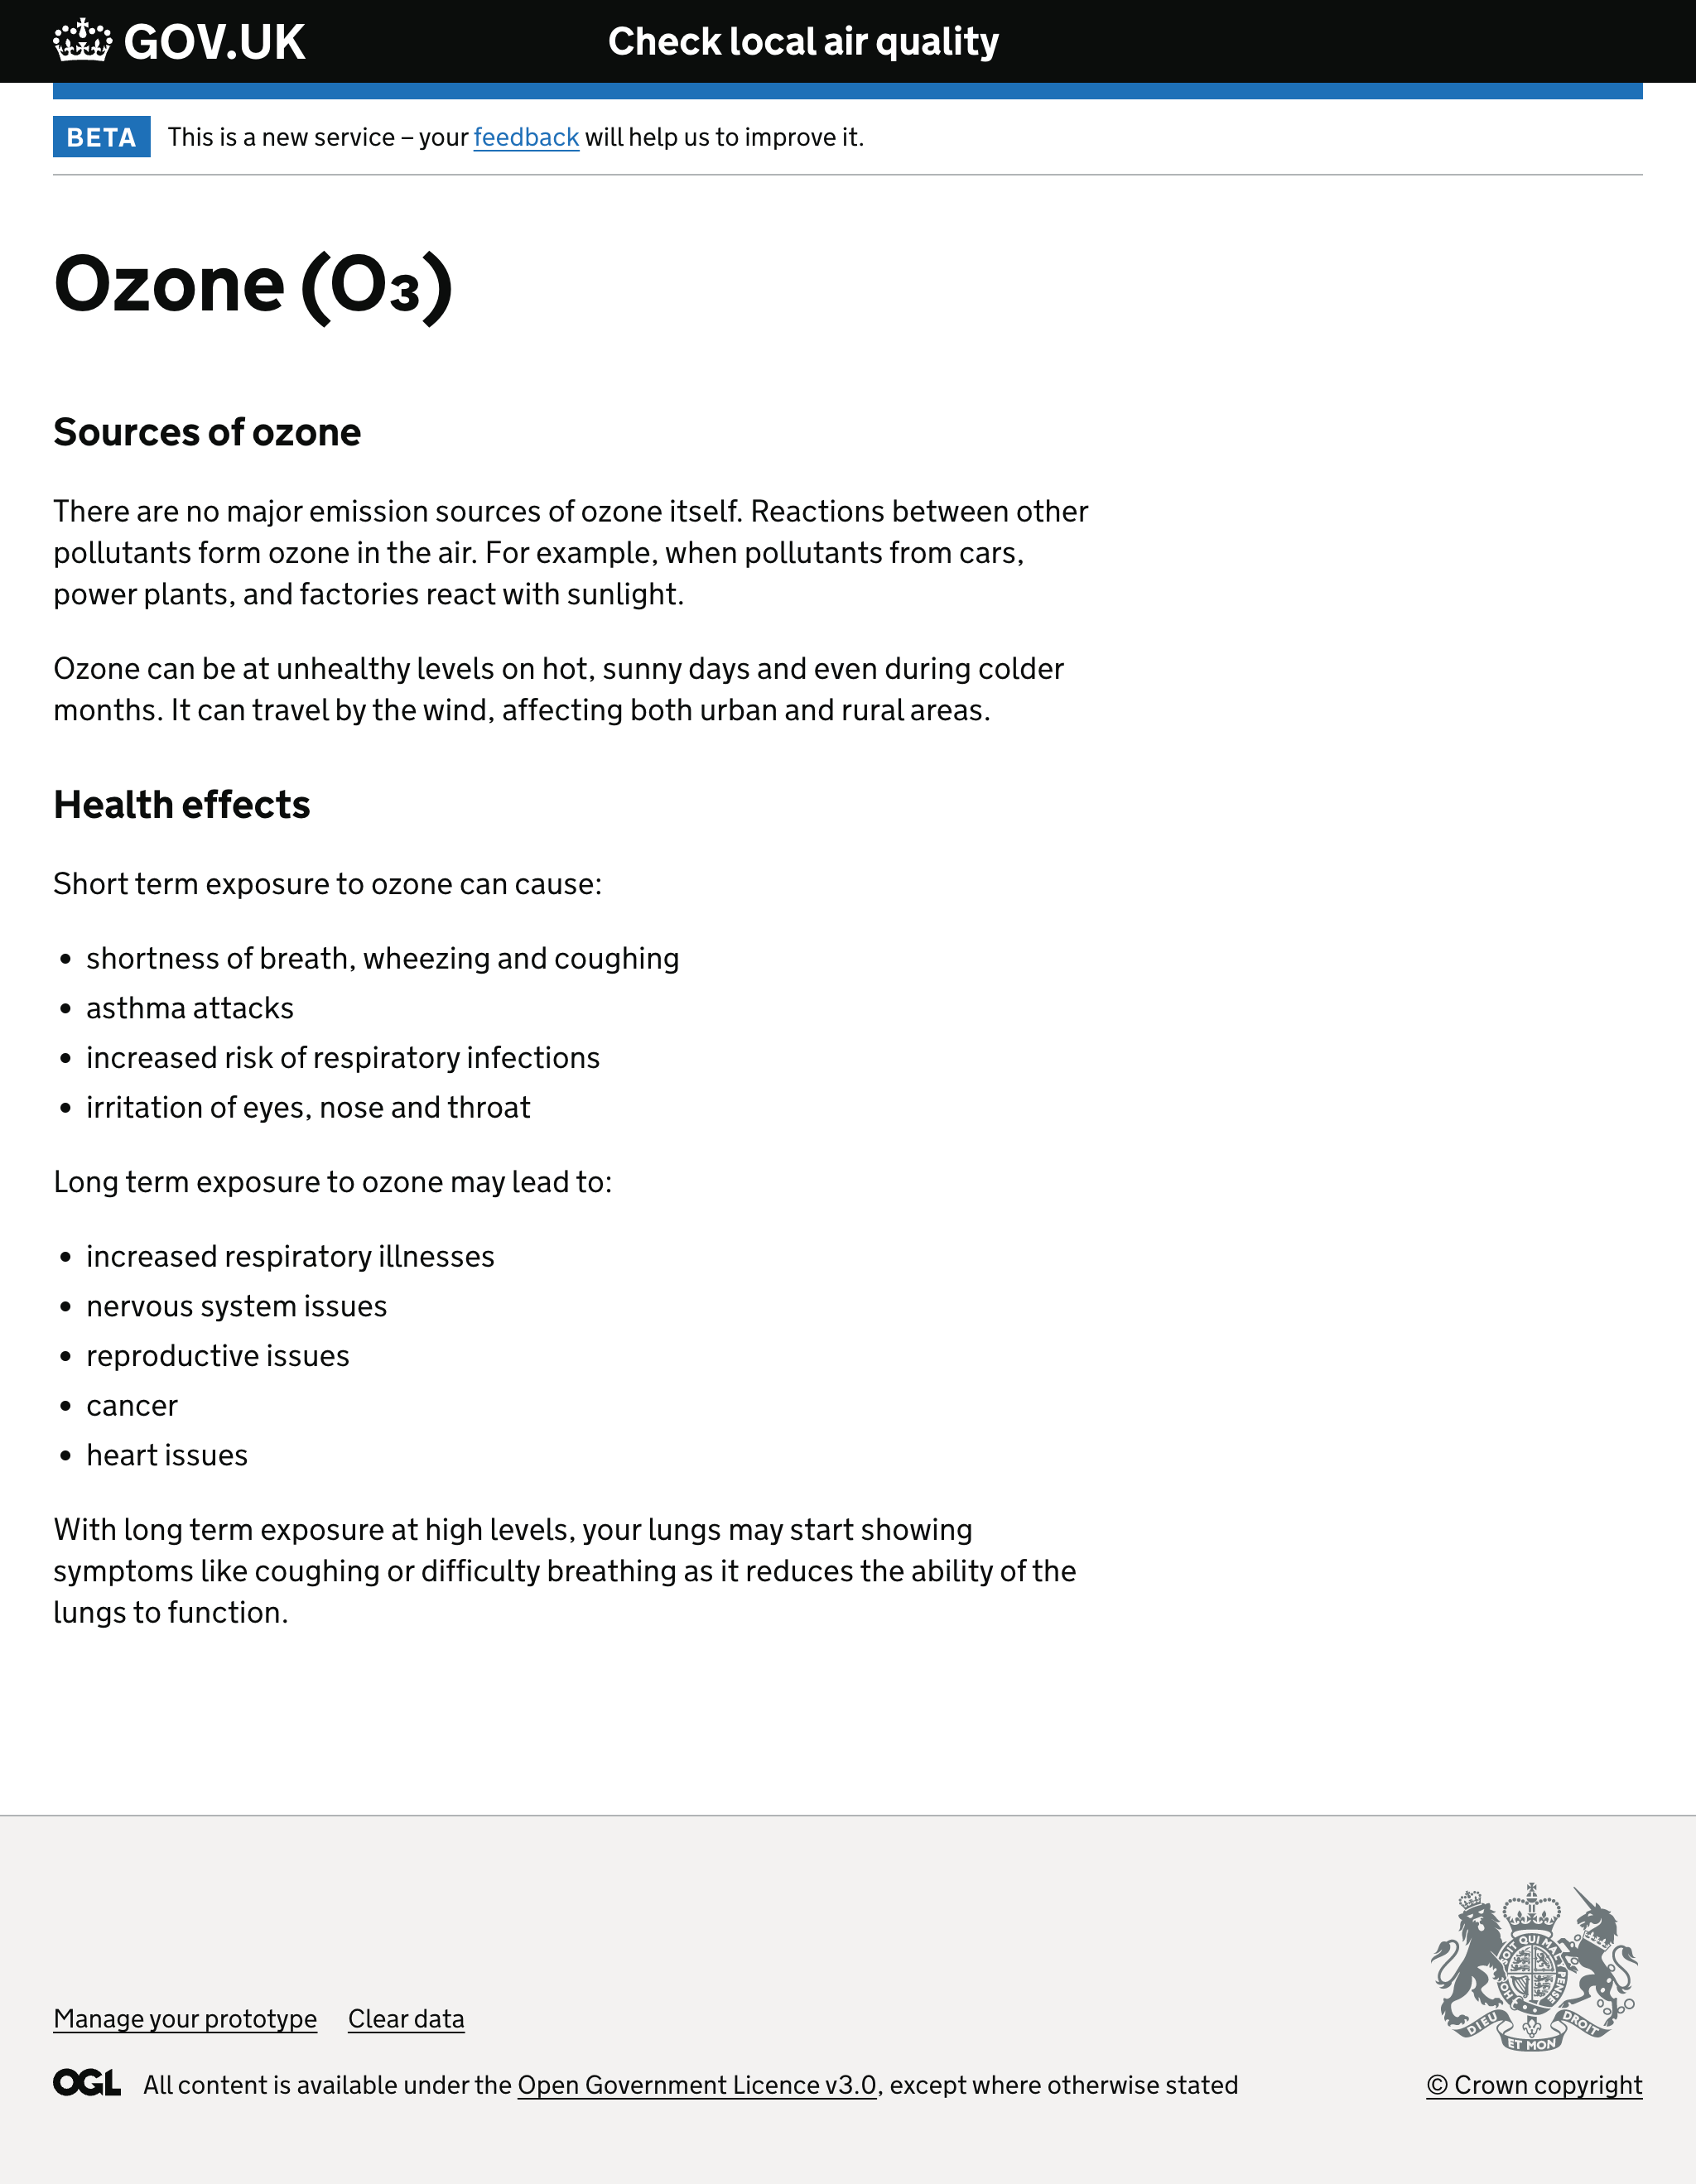 GOV.UK
Check local air quality
BETA This is a new service – your feedback will help us to improve it.
Ozone (O₃)
Sources of ozone
There are no major emission sources of ozone itself. Reactions between other
pollutants form ozone in the air. For example, when pollutants from cars,
power plants, and factories react with sunlight.
Ozone can be at unhealthy levels on hot, sunny days and even during colder
months. It can travel by the wind, affecting both urban and rural areas.
Health effects
Short term exposure to ozone can cause:
• shortness of breath, wheezing and coughing
• asthma attacks
• increased risk of respiratory infections
• irritation of eyes, nose and throat
Long term exposure to ozone may lead to:
• increased respiratory illnesses
• nervous system issues
• reproductive issues
• cancer
• heart issues
With long term exposure at high levels, your lungs may start showing
symptoms like coughing or difficulty breathing as it reduces the ability of the
lungs to function.
SOIT QUI MAL PENSE
DIEU ET MON DROIT
Manage your prototype Clear data
OGL All content is available under the Open Government Licence v3.0, except where otherwise stated
© Crown copyright